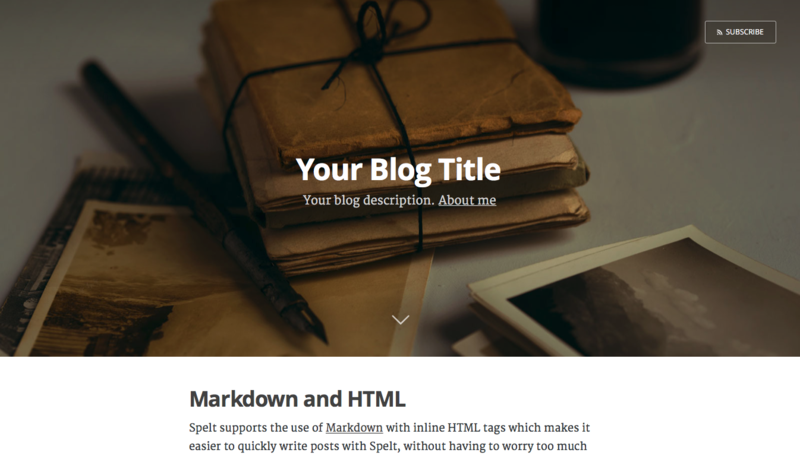 SUBSCRIBE
Your Blog Title
Your blog description. About me
Markdown and HTML
Spelt supports the use of Markdown with inline HTML tags which makes it
easier to quickly write posts with Spelt, without having to worry too much